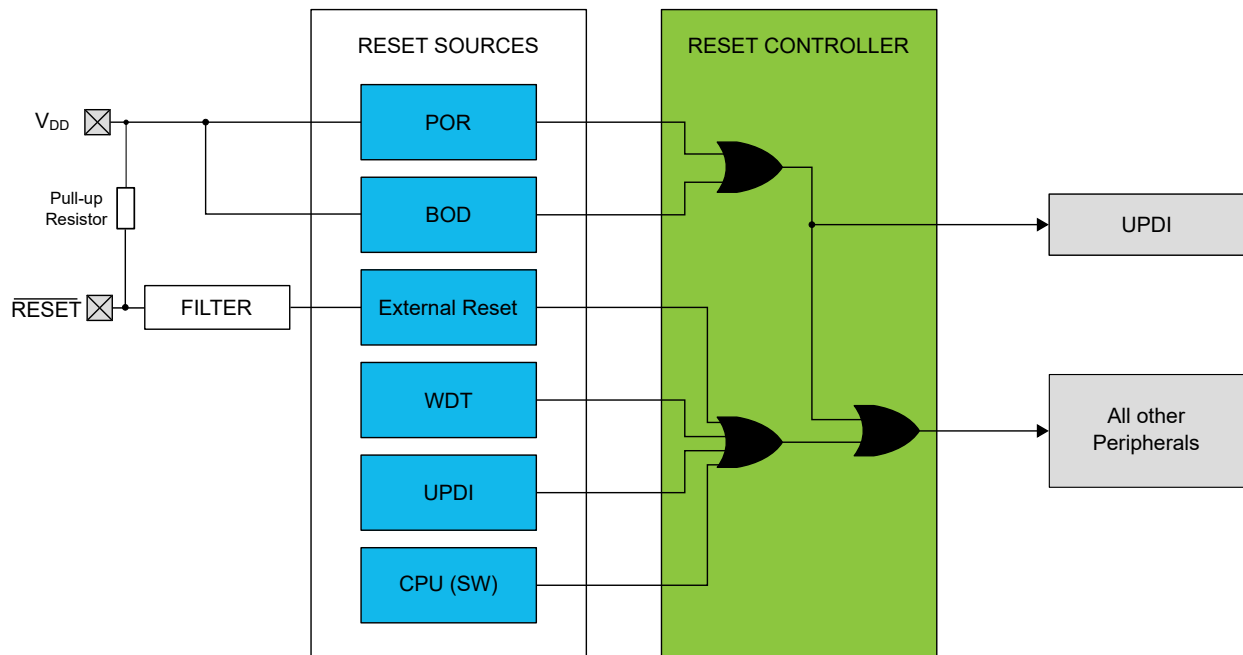 RESET SOURCES
RESET CONTROLLER
VDD
POR
Pull-up
Resistor
BOD
UPDI
RESET
FILTER
External Reset
WDT
All other
Peripherals
UPDI
CPU (SW)